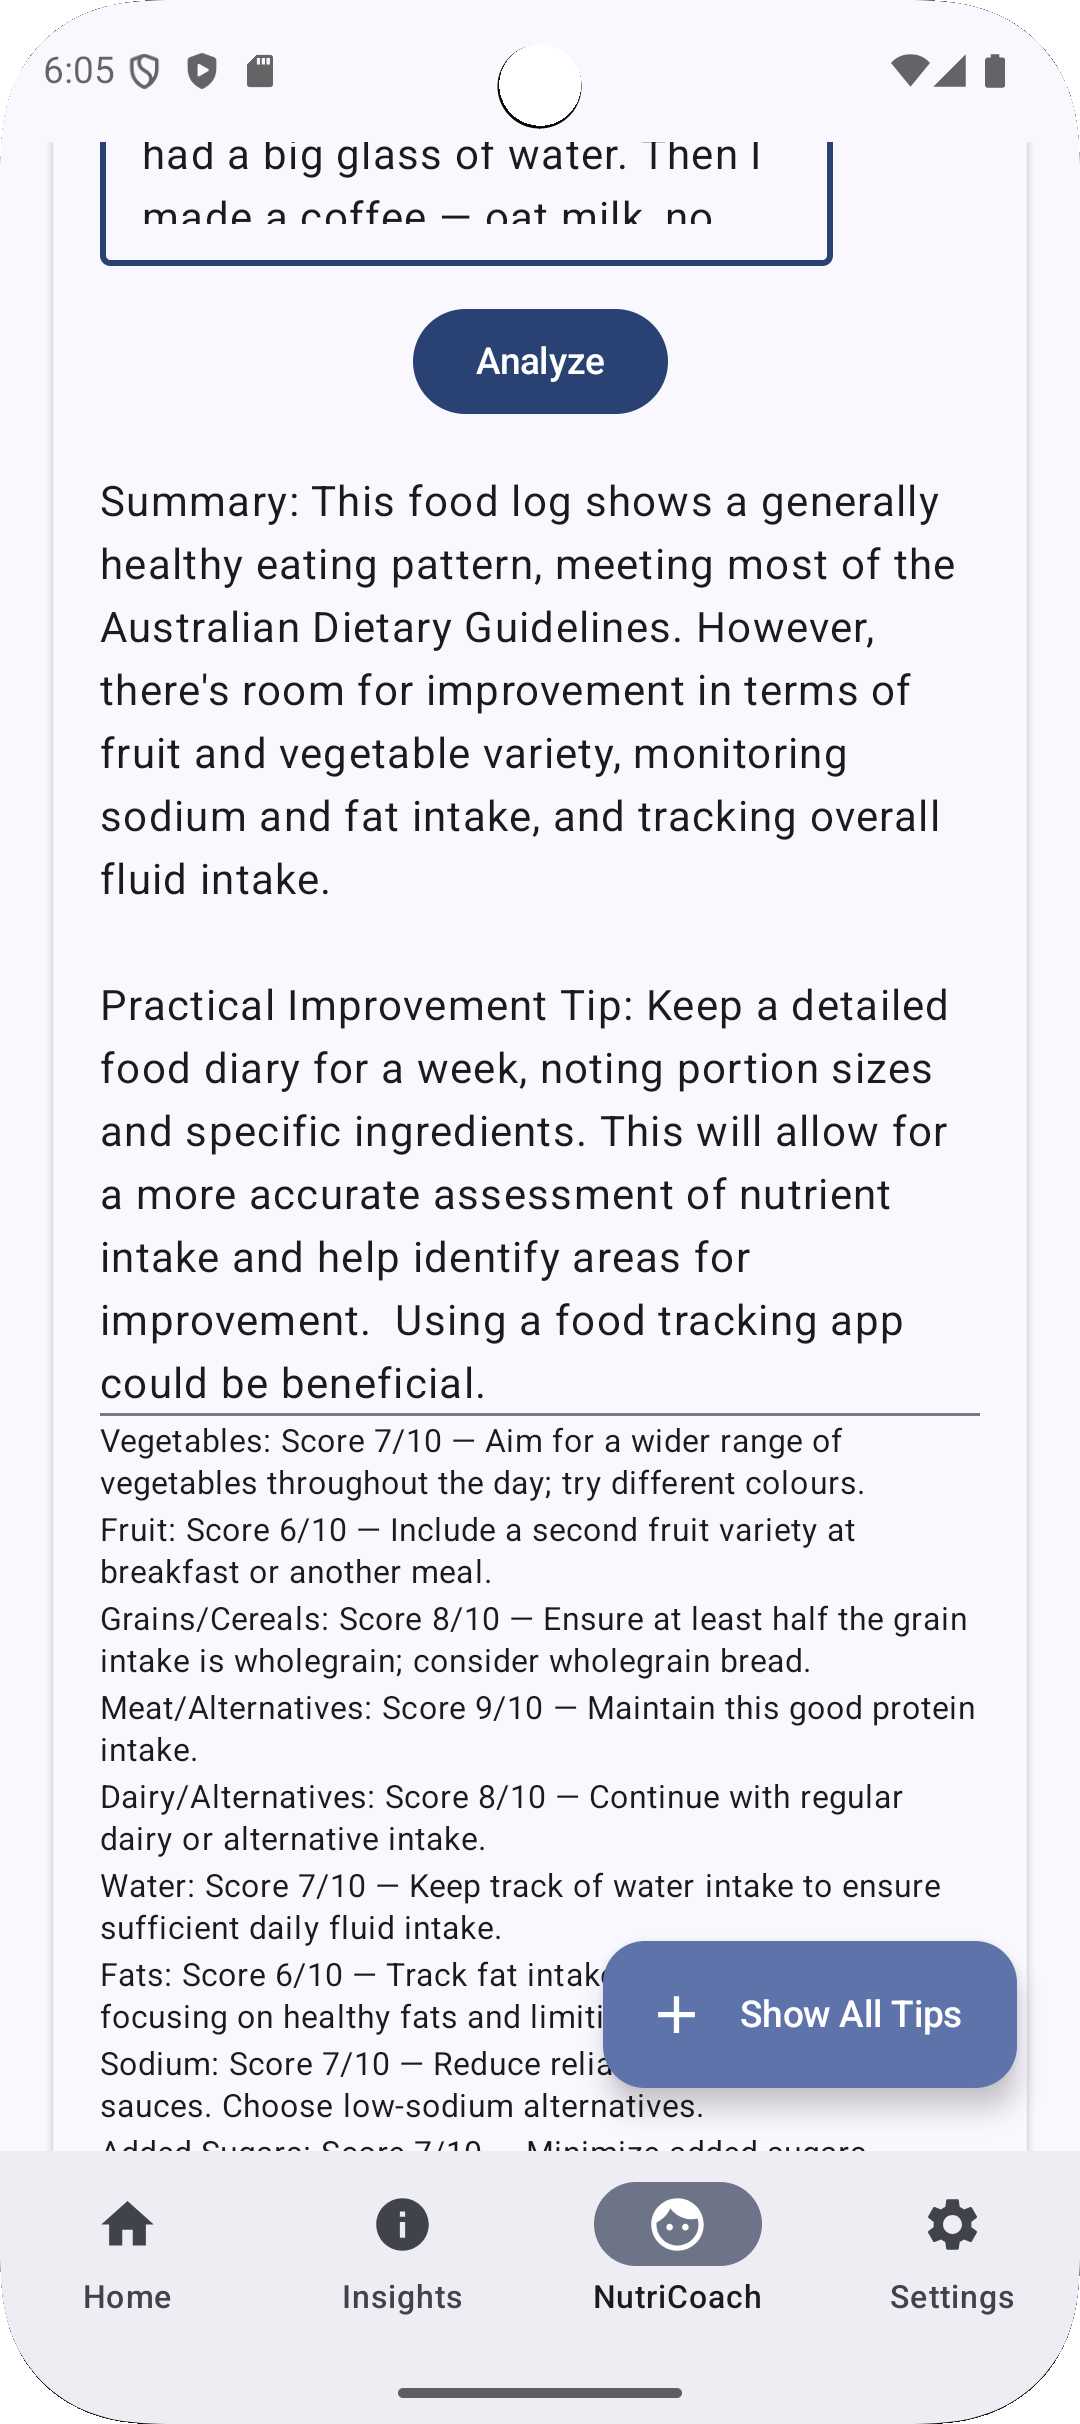 6:05
had a big glass of water. Then I
made a coffee — oat milk, no
Analyze
Summary: This food log shows a generally
healthy eating pattern, meeting most of the
Australian Dietary Guidelines. However,
there's room for improvement in terms of
fruit and vegetable variety, monitoring
sodium and fat intake, and tracking overall
fluid intake.
Practical Improvement Tip: Keep a detailed
food diary for a week, noting portion sizes
and specific ingredients. This will allow for
a more accurate assessment of nutrient
intake and help identify areas for
improvement.  Using a food tracking app
could be beneficial.
Vegetables: Score 7/10 — Aim for a wider range of
vegetables throughout the day; try different colours.
Fruit: Score 6/10 — Include a second fruit variety at
breakfast or another meal.
Grains/Cereals: Score 8/10 — Ensure at least half the grain
intake is wholegrain; consider wholegrain bread.
Meat/Alternatives: Score 9/10 — Maintain this good protein
intake.
Dairy/Alternatives: Score 8/10 — Continue with regular
dairy or alternative intake.
Water: Score 7/10 — Keep track of water intake to ensure
sufficient daily fluid intake.
Fats: Score 6/10 — Track fat
focusing on healthy fats and
Sodium: Score 7/10 — Reduce
sauces. Choose low-sodium alternatives.
Added Sugars: Score 7/10 — Minimize added sugars
Show All Tips
Home
Insights
NutriCoach
Settings